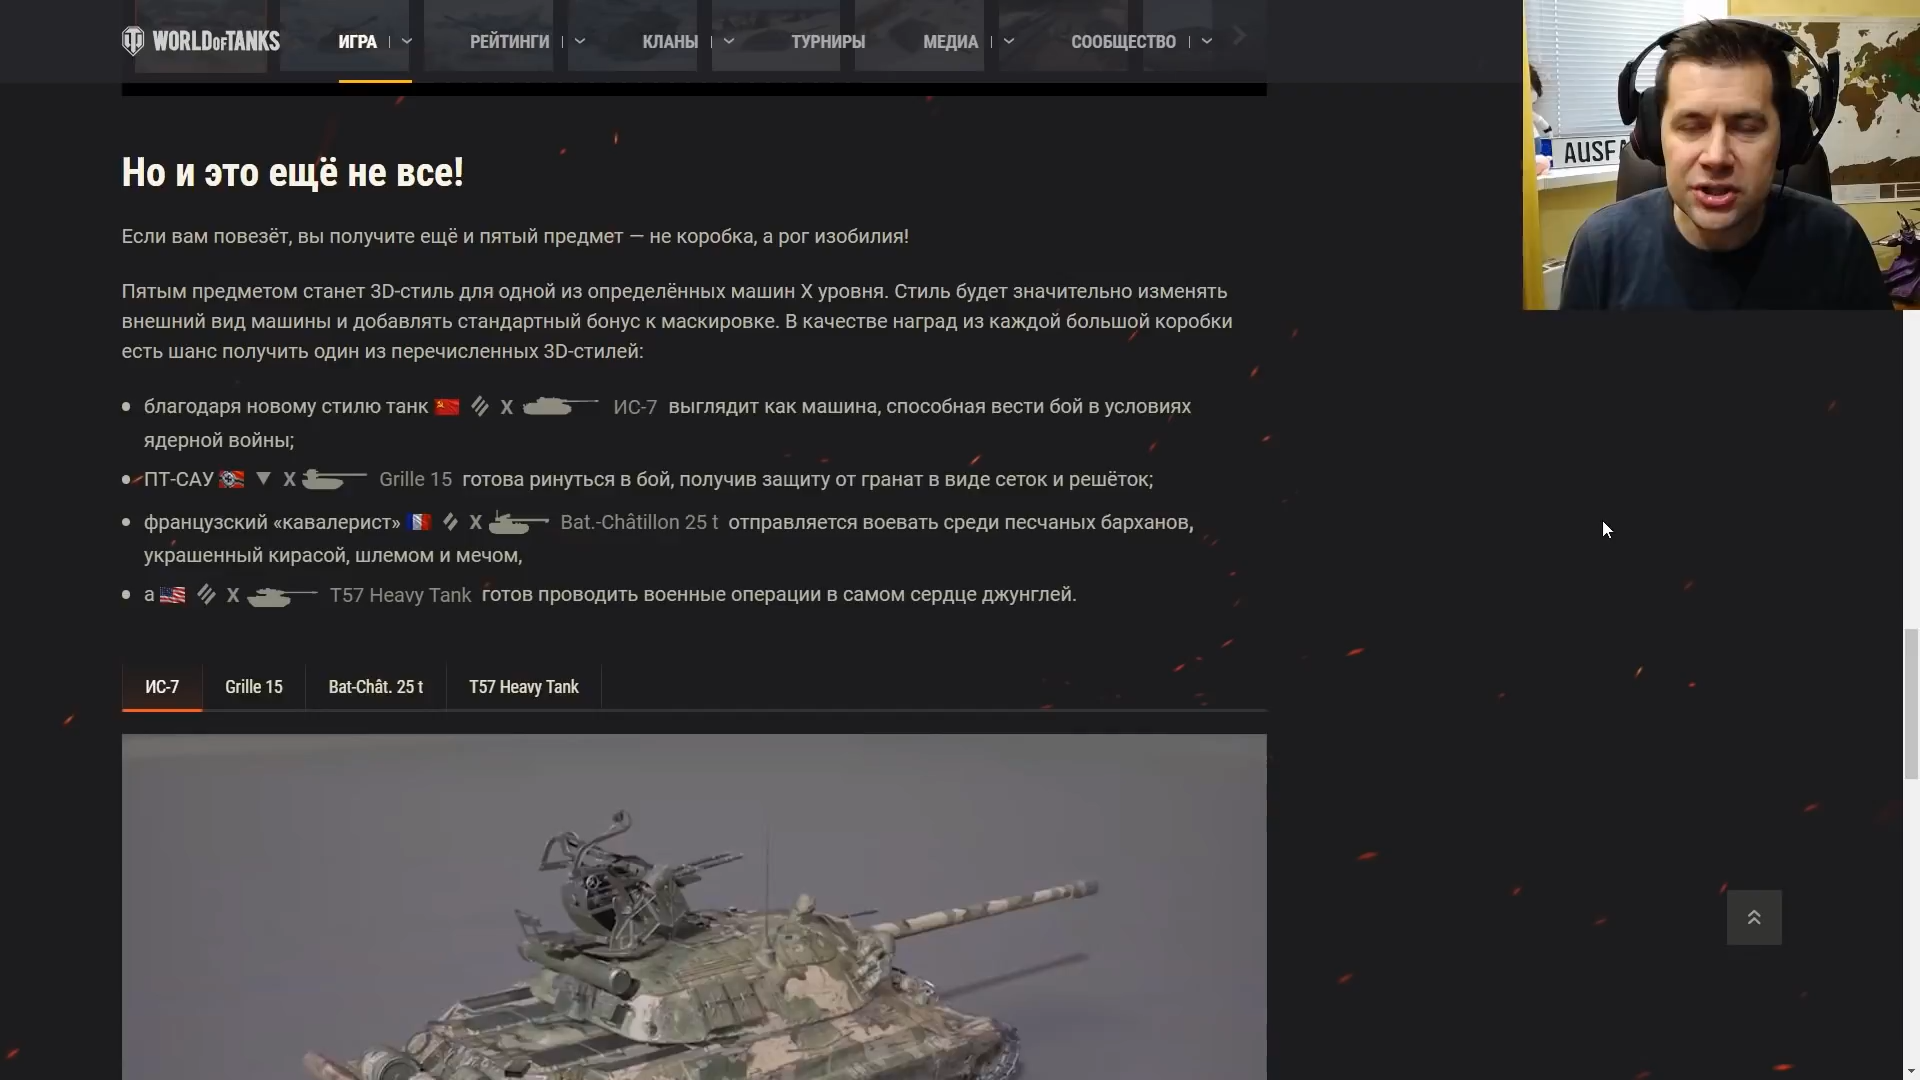 WORLD OF TANKS
ИГРА
РЕЙТИНГИ
КЛАНЫ
ТУРНИРЫ
МЕДИА
СООБЩЕСТВО
AUSFA
Но и это ещё не все!
Если вам повезёт, вы получите ещё и пятый предмет — не коробка, а рог изобилия!
Пятым предметом станет 3D-стиль для одной из определённых машин X уровня. Стиль будет значительно изменять
внешний вид машины и добавлять стандартный бонус к маскировке. В качестве наград из каждой большой коробки
есть шанс получить один из перечисленных 3D-стилей:
благодаря новому стилю танк X ИС-7 выглядит как машина, способная вести бой в условиях
ядерной войны;
ПТ-САУ X Grille 15 готова ринуться в бой, получив защиту от гранат в виде сеток и решёток;
французский «кавалерист» X Bat.-Châtillon 25 t отправляется воевать среди песчаных барханов,
украшенный кирасой, шлемом и мечом,
а X T57 Heavy Tank готов проводить военные операции в самом сердце джунглей.
ИС-7
Grille 15
Bat-Chât. 25 t
T57 Heavy Tank